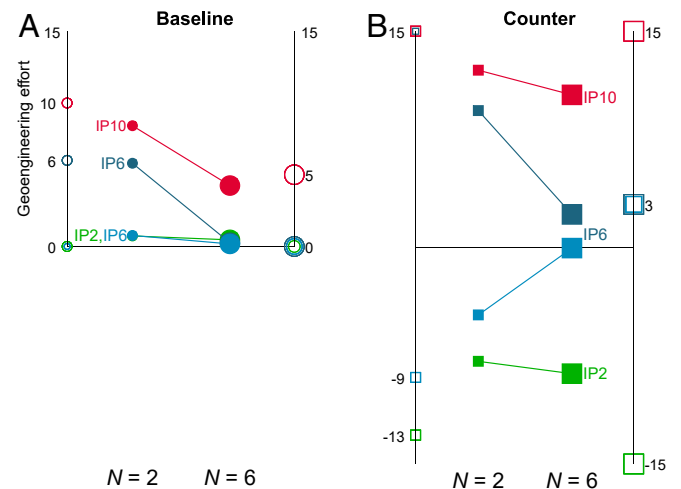 A
Baseline
15
15
Geoengineering effort
10
IP10
IP6
6
5
IP2,IP6
0
0
N = 2
N = 6
B
Counter
15
15
IP10
3
IP6
-9
IP2
-13
-15
N = 2
N = 6